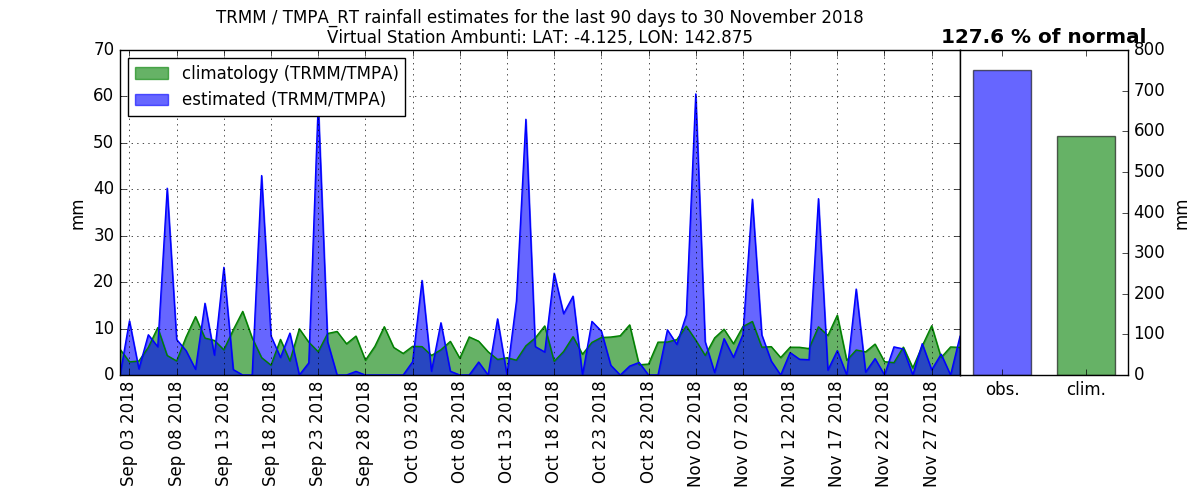 TRMM / TMPA_RT rainfall estimates for the last 90 days to 30 November 2018
Virtual Station Ambunti: LAT: -4.125, LON: 142.875
127.6 % of normal
climatology (TRMM/TMPA)
estimated (TRMM/TMPA)
mm
70
60
50
40
30
20
10
0
800
700
600
500
400
300
200
100
0
mm
Sep 03 2018
Sep 08 2018
Sep 13 2018
Sep 18 2018
Sep 23 2018
Sep 28 2018
Oct 03 2018
Oct 08 2018
Oct 13 2018
Oct 18 2018
Oct 23 2018
Oct 28 2018
Nov 02 2018
Nov 07 2018
Nov 12 2018
Nov 17 2018
Nov 22 2018
Nov 27 2018
obs.
clim.